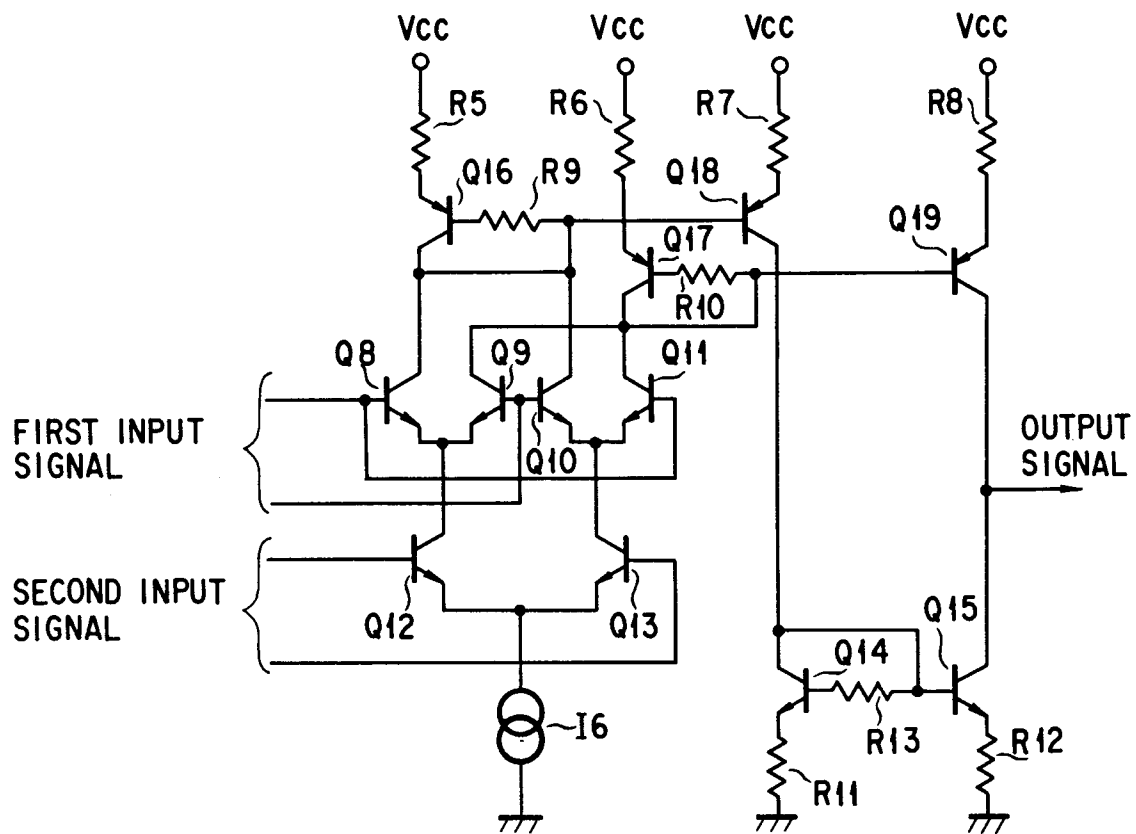 Vcc Vcc Vcc Vcc
R5 R6 R7 R8
Q16 R9 Q18
Q17 Q19
R10
Q8 Q9 Q11
FIRST INPUT
SIGNAL
Q10
OUTPUT
SIGNAL
SECOND INPUT
SIGNAL
Q12 Q13
Q14 Q15
I6
R13 R12
R11